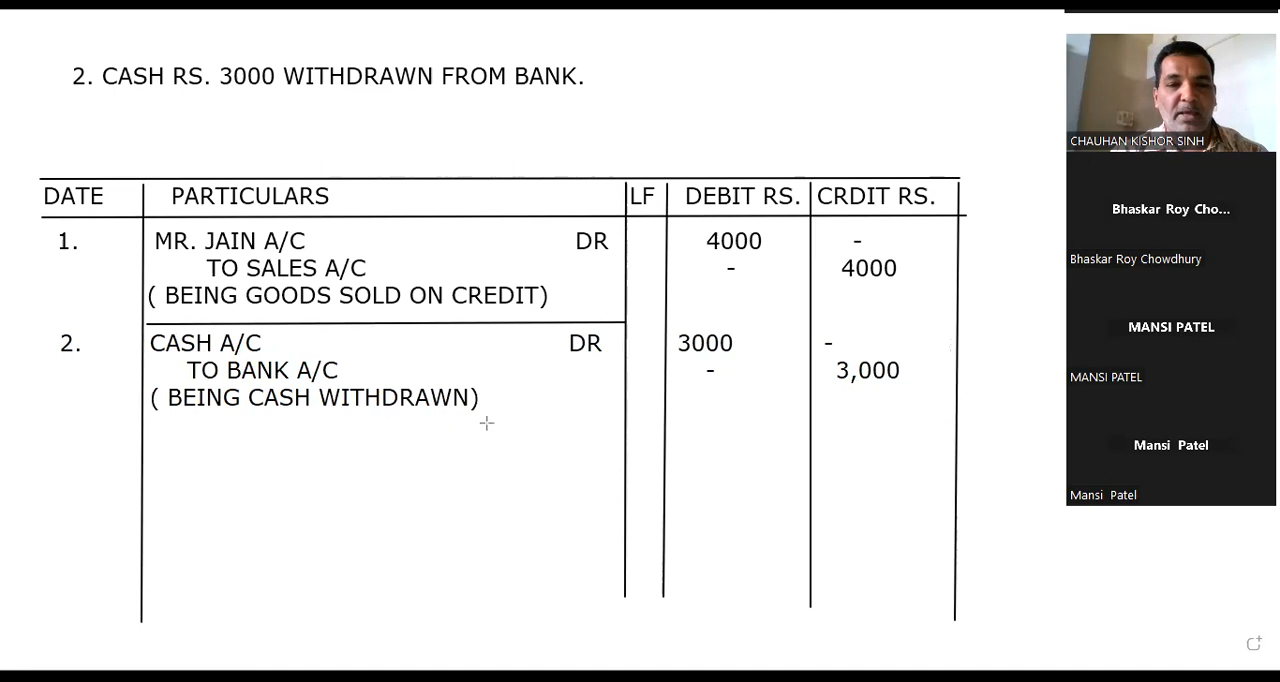 2. CASH RS. 3000 WITHDRAWN FROM BANK.
DATE PARTICULARS LF DEBIT RS. CRDIT RS.
1. MR. JAIN A/C DR 4000 -
TO SALES A/C - 4000
( BEING GOODS SOLD ON CREDIT)
2. CASH A/C DR 3000 -
TO BANK A/C - 3,000
( BEING CASH WITHDRAWN)
CHAUHAN KISHOR SINH
Bhaskar Roy Cho...
Bhaskar Roy Chowdhury
MANSI PATEL
MANSI PATEL
Mansi Patel
Mansi Patel